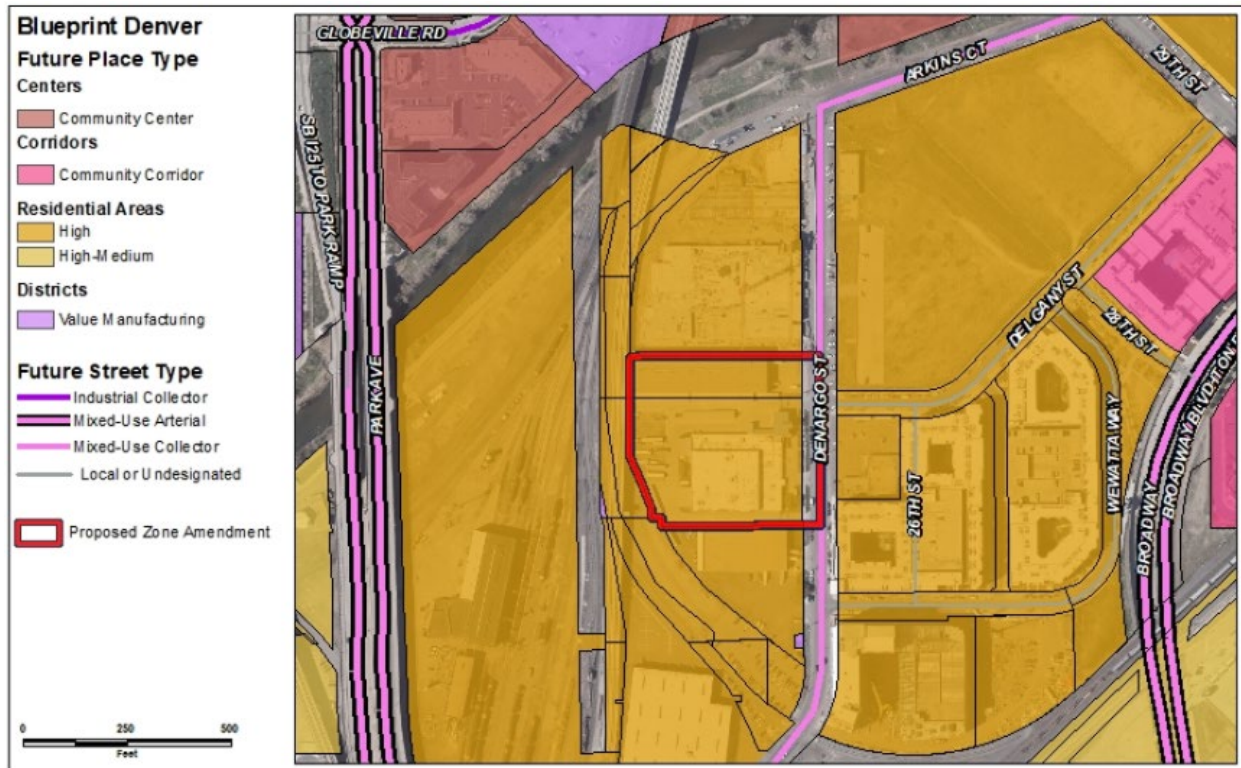 Blueprint Denver
Future Place Type
Centers
Community Center
Corridors
Community Corridor
Residential Areas
High
High-Medium
Districts
Value Manufacturing
Future Street Type
Industrial Collector
Mixed-Use Arterial
Mixed-Use Collector
Local or Undesignated
Proposed Zone Amendment
0 250 500
Feet
GLOBEVILLE RD
SB I25 TO PARK RAMP
PARK AVE
ARKINS CT
29TH ST
DELGANY ST
28TH ST
DENARGO ST
26TH ST
WEWATTA WAY
BROADWAY
BROADWAY BLVD